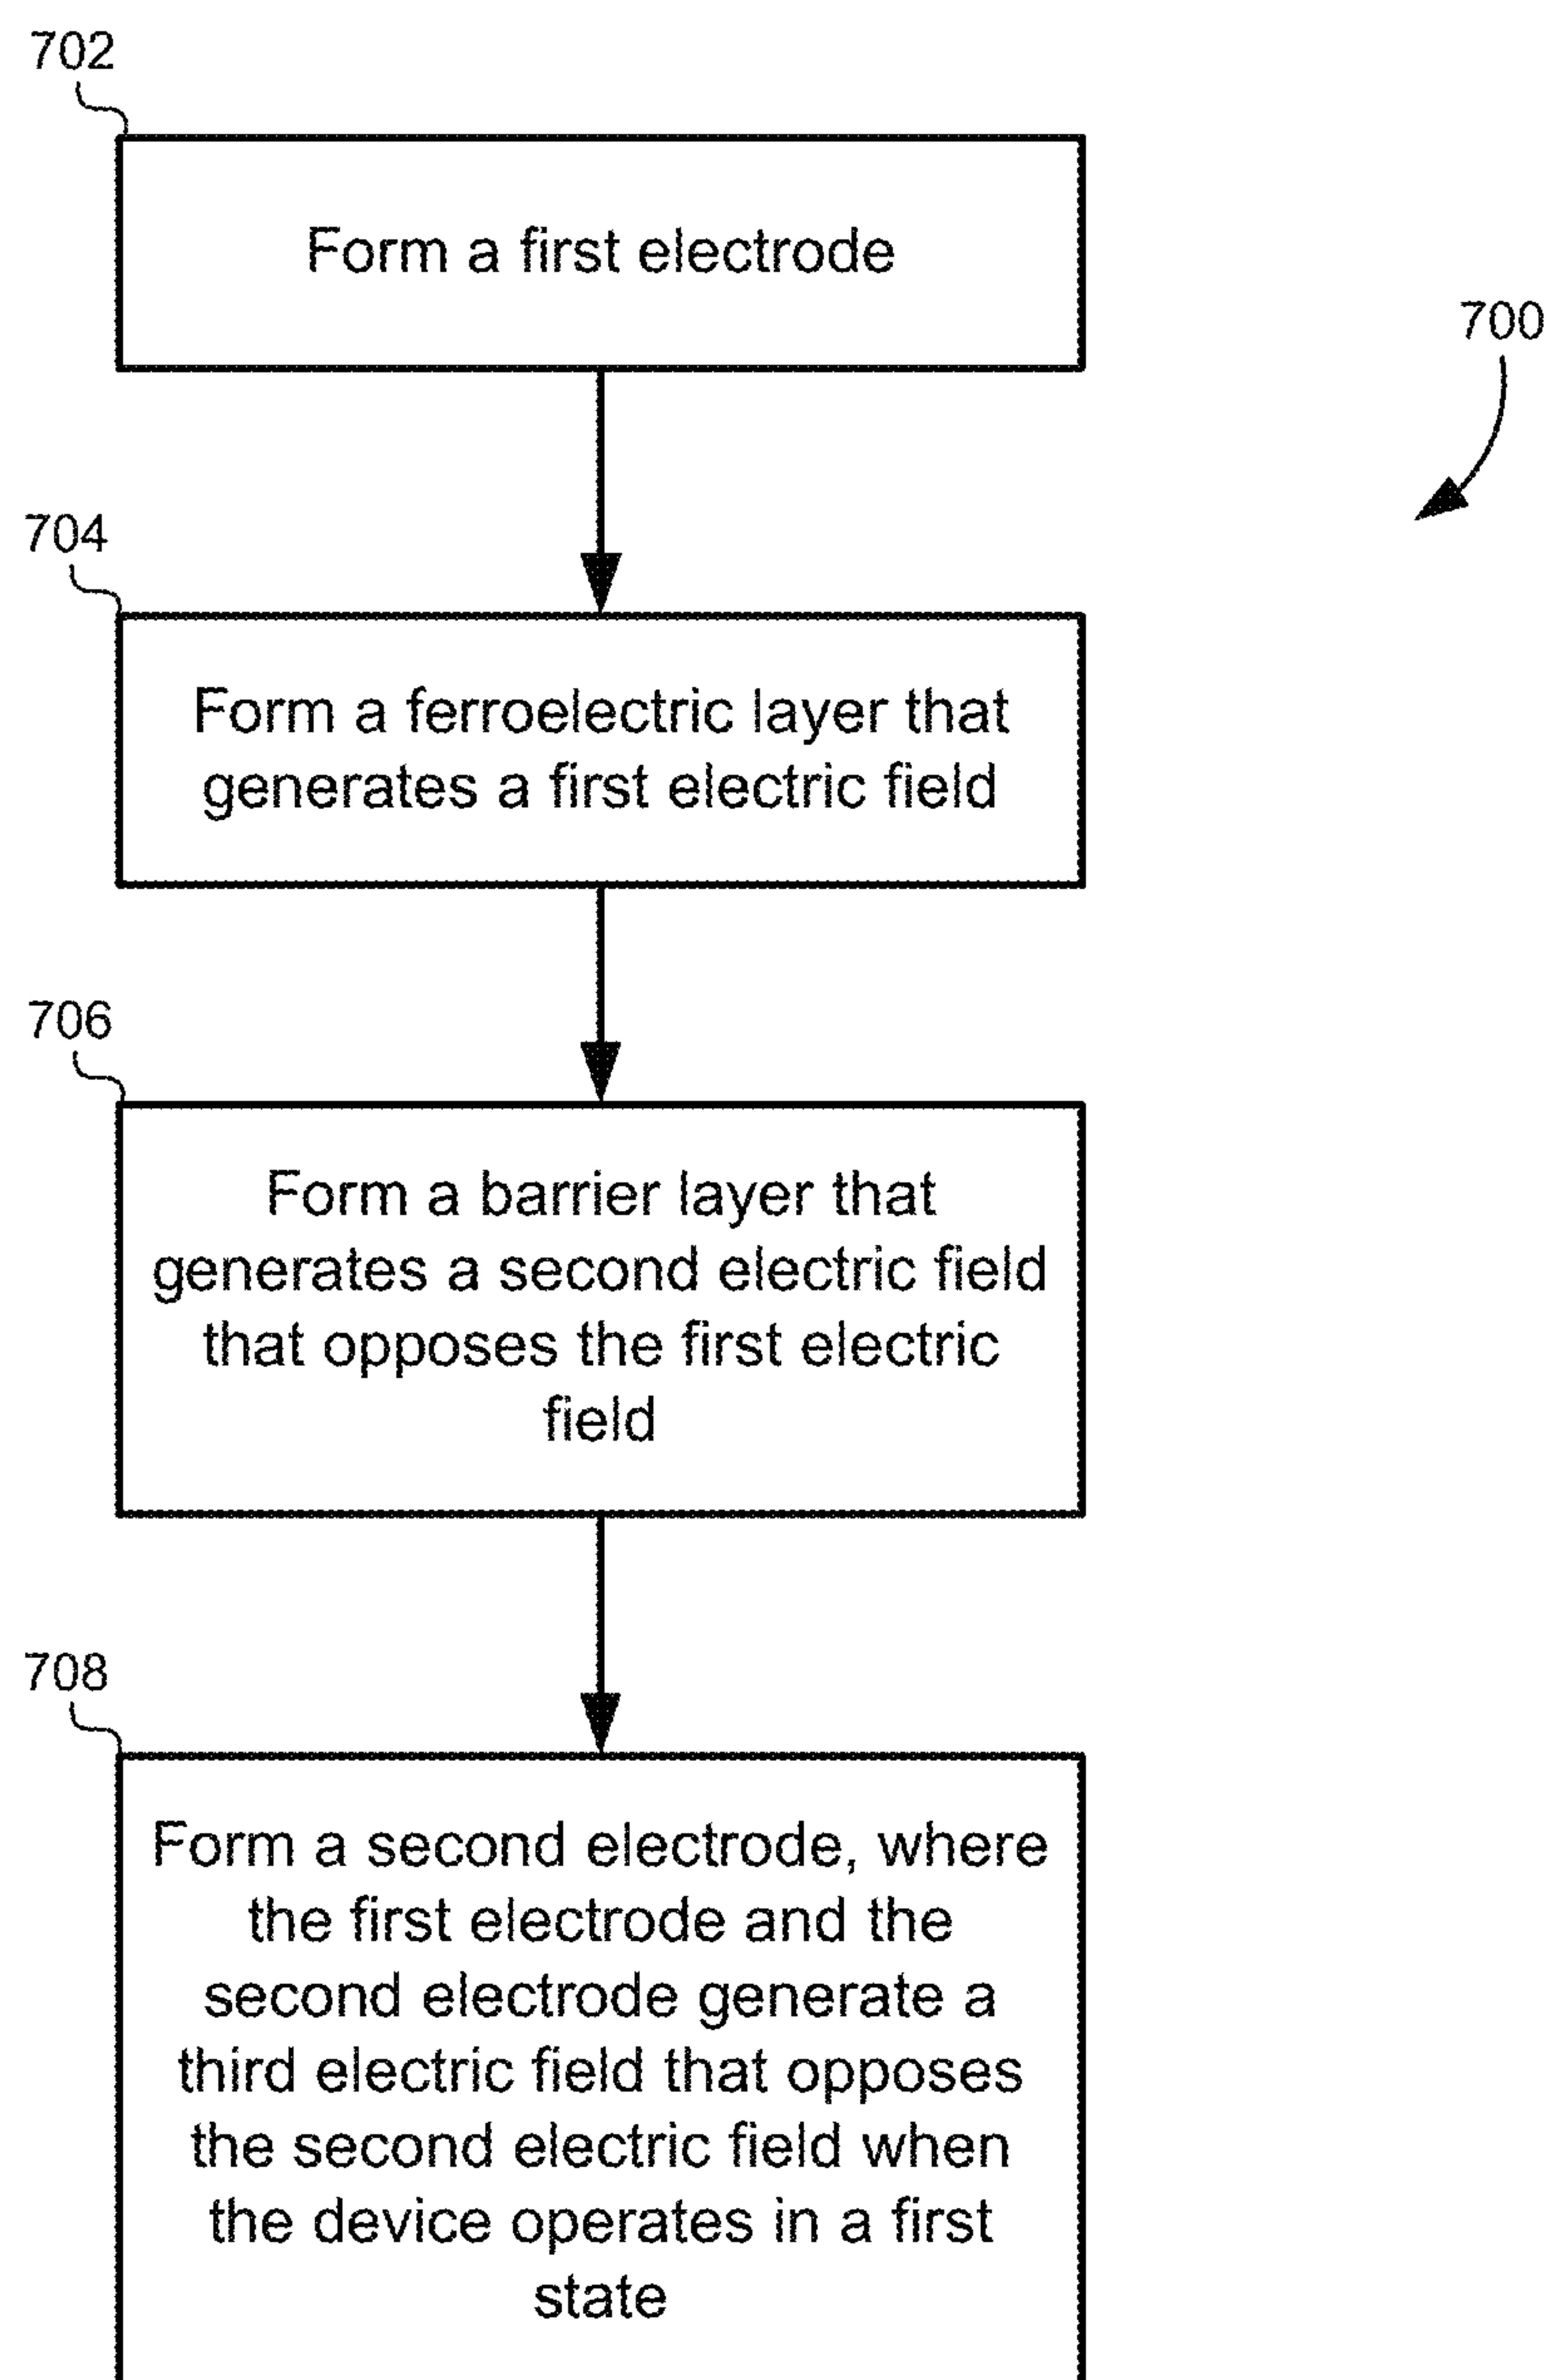 702
Form a first electrode
700
704
Form a ferroelectric layer that
generates a first electric field
706
Form a barrier layer that
generates a second electric field
that opposes the first electric
field
708
Form a second electrode, where
the first electrode and the
second electrode generate a
third electric field that opposes
the second electric field when
the device operates in a first
state